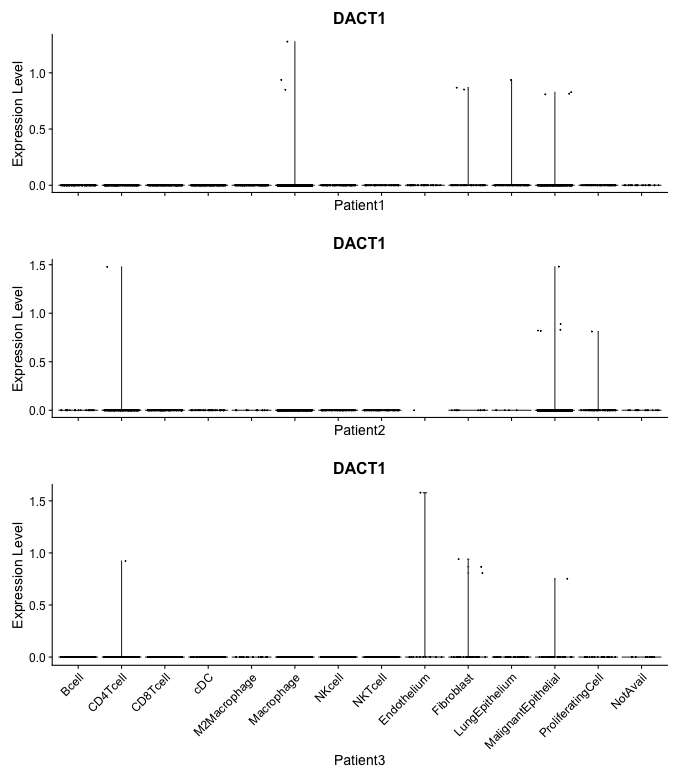 DACT1
Expression Level
1.0
0.5
0.0
Patient1
DACT1
Expression Level
1.5
1.0
0.5
0.0
Patient2
DACT1
Expression Level
1.5
1.0
0.5
0.0
Bcell
CD4Tcell
CD8Tcell
cDC
M2Macrophage
Macrophage
NKcell
NKTcell
Endothelium
Fibroblast
LungEpithelium
MalignantEpithelial
ProliferatingCell
NotAvail
Patient3